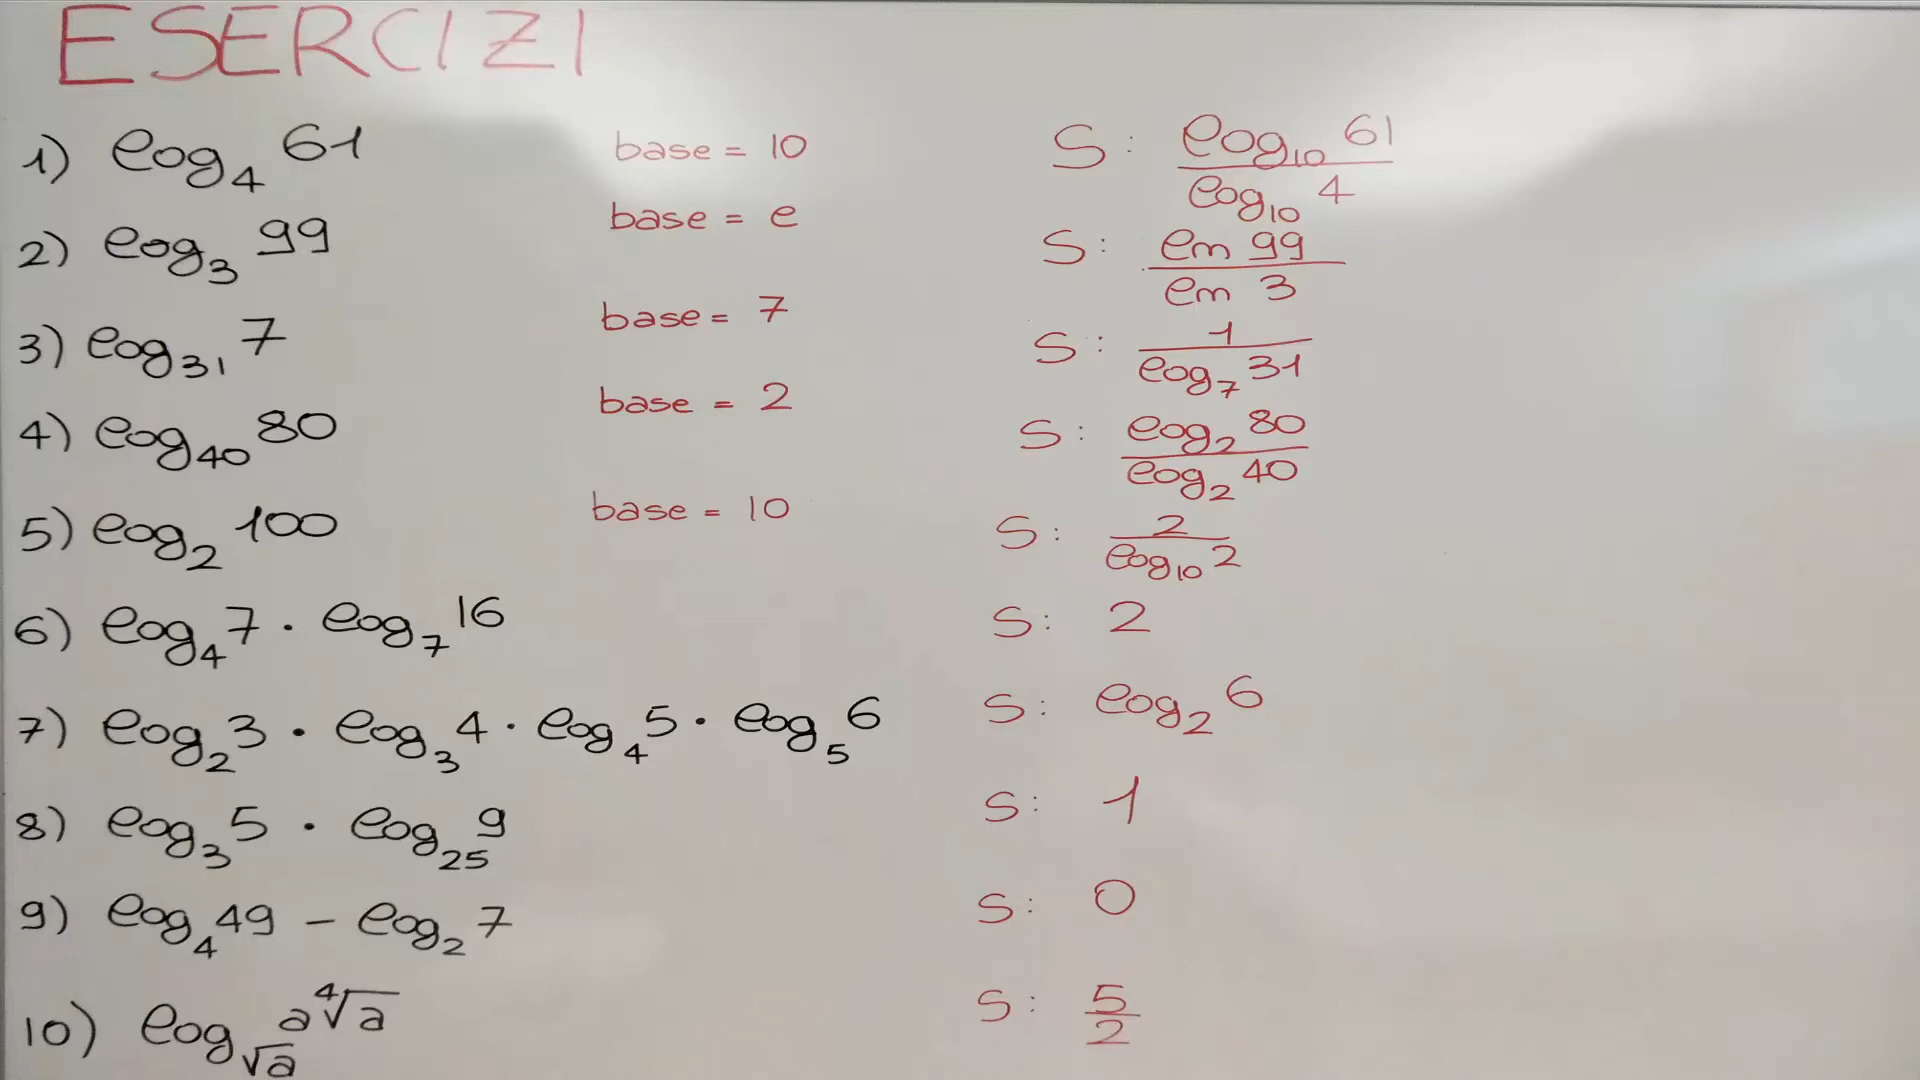 ESERCIZI
1) log₄ 61 base = 10 S: log₁₀ 61 / log₁₀ 4
2) log₃ 99 base = e S: ln 99 / ln 3
3) log₃₁ 7 base = 7 S: 1 / log₇ 31
4) log₄₀ 80 base = 2 S: log₂ 80 / log₂ 40
5) log₂ 100 base = 10 S: 2 / log₁₀ 2
6) log₄ 7 · log₇ 16 S: 2
7) log₂ 3 · log₃ 4 · log₄ 5 · log₅ 6 S: log₂ 6
8) log₃ 5 · log₂₅ 9 S: 1
9) log₄ 49 - log₂ 7 S: 0
10) log_√a a ⁴√a S: 5/2